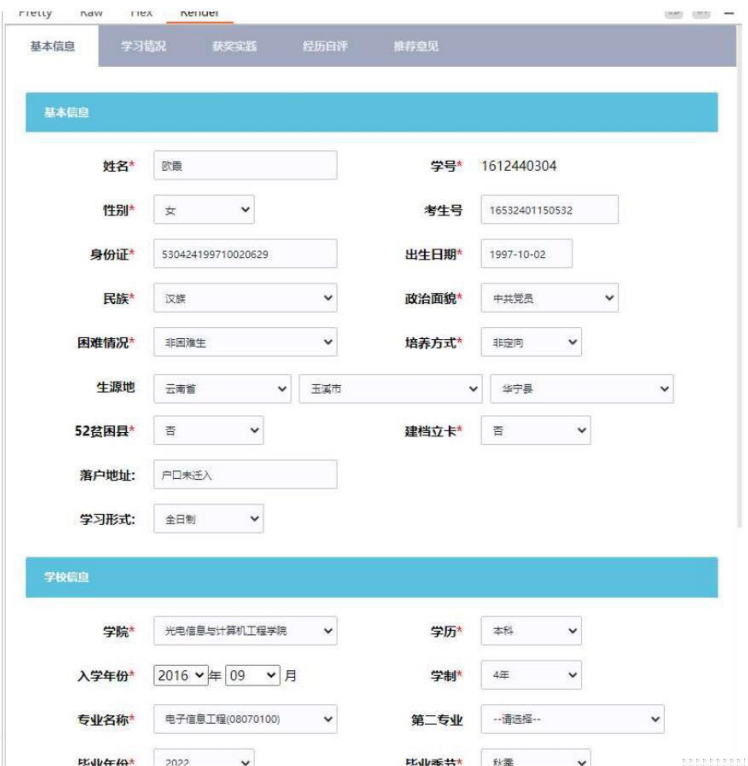 Pretty Raw Hex Render
基本信息 学习情况 获奖实践 经历自评 推荐意见
基本信息
姓名* 欧霞 学号* 1612440304
性别* 女 考生号 16532401150532
身份证* 530424199710020629 出生日期* 1997-10-02
民族* 汉族 政治面貌* 中共党员
困难情况* 非困难生 培养方式* 非定向
生源地 云南省 玉溪市 华宁县
52贫困县* 否 建档立卡* 否
落户地址: 户口未迁入
学习形式: 全日制
学校信息
学院* 光电信息与计算机工程学院 学历* 本科
入学年份* 2016 年 09 月 学制* 4年
专业名称* 电子信息工程(08070100) 第二专业 --请选择--
毕业年份* 2022 毕业季节* 秋季